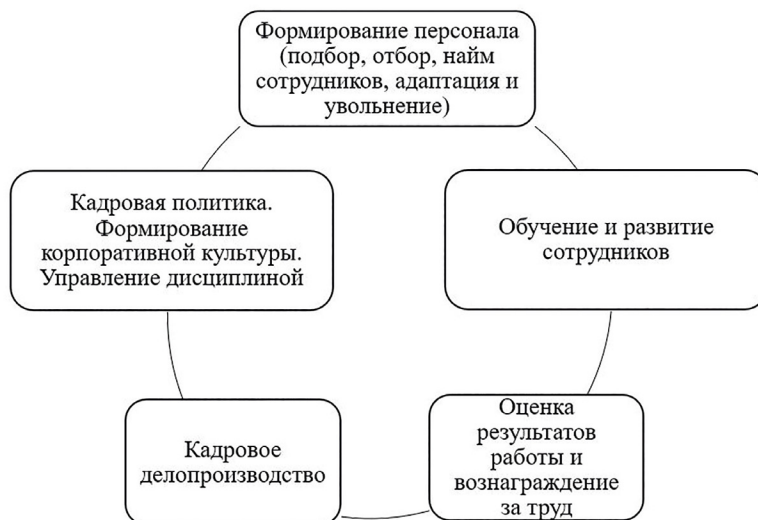 Формирование персонала
(подбор, отбор, найм
сотрудников, адаптация и
увольнение)
Обучение и развитие
сотрудников
Оценка
результатов
работы и
вознаграждение
за труд
Кадровое
делопроизводство
Кадровая политика.
Формирование
корпоративной культуры.
Управление дисциплиной